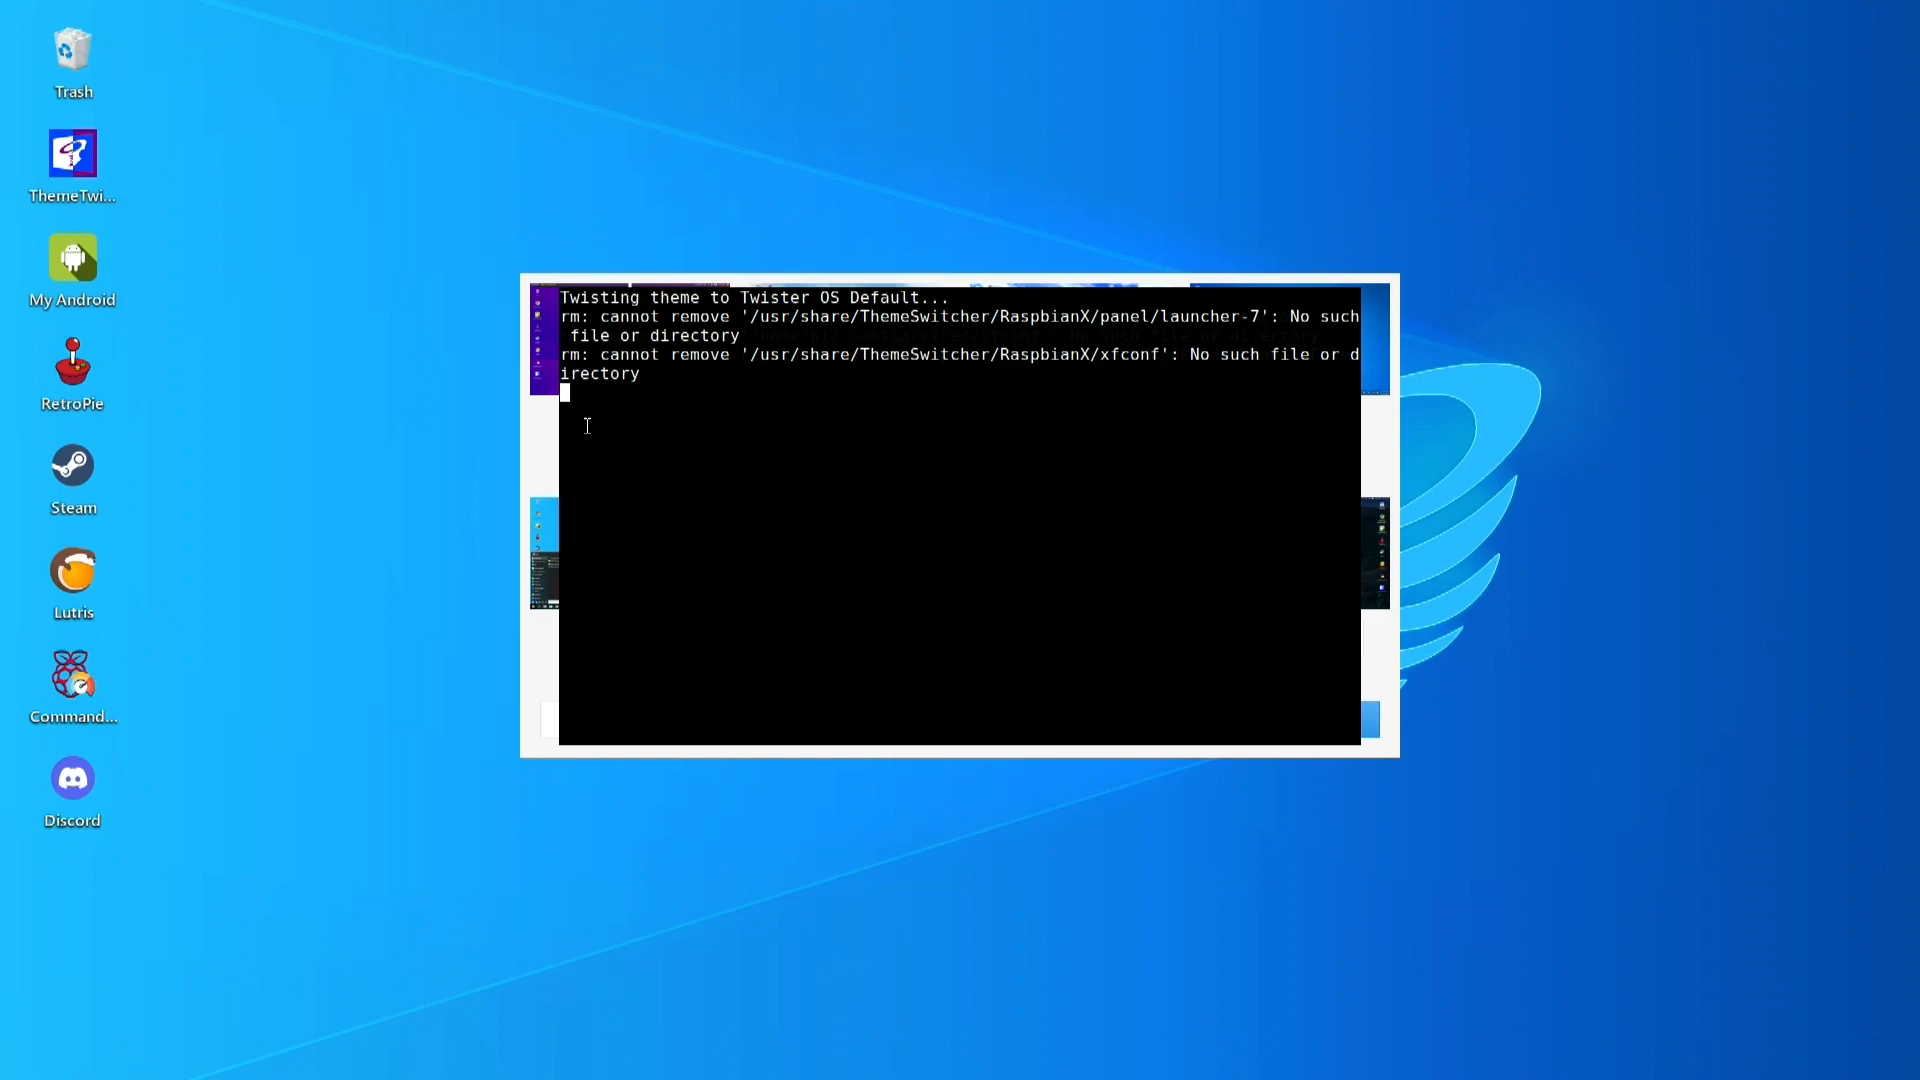 Trash
ThemeTwi...
My Android
RetroPie
Steam
Lutris
Command...
Discord
Twisting theme to Twister OS Default...
rm: cannot remove '/usr/share/ThemeSwitcher/RaspbianX/panel/launcher-7': No such
 file or directory
rm: cannot remove '/usr/share/ThemeSwitcher/RaspbianX/xfconf': No such file or d
irectory